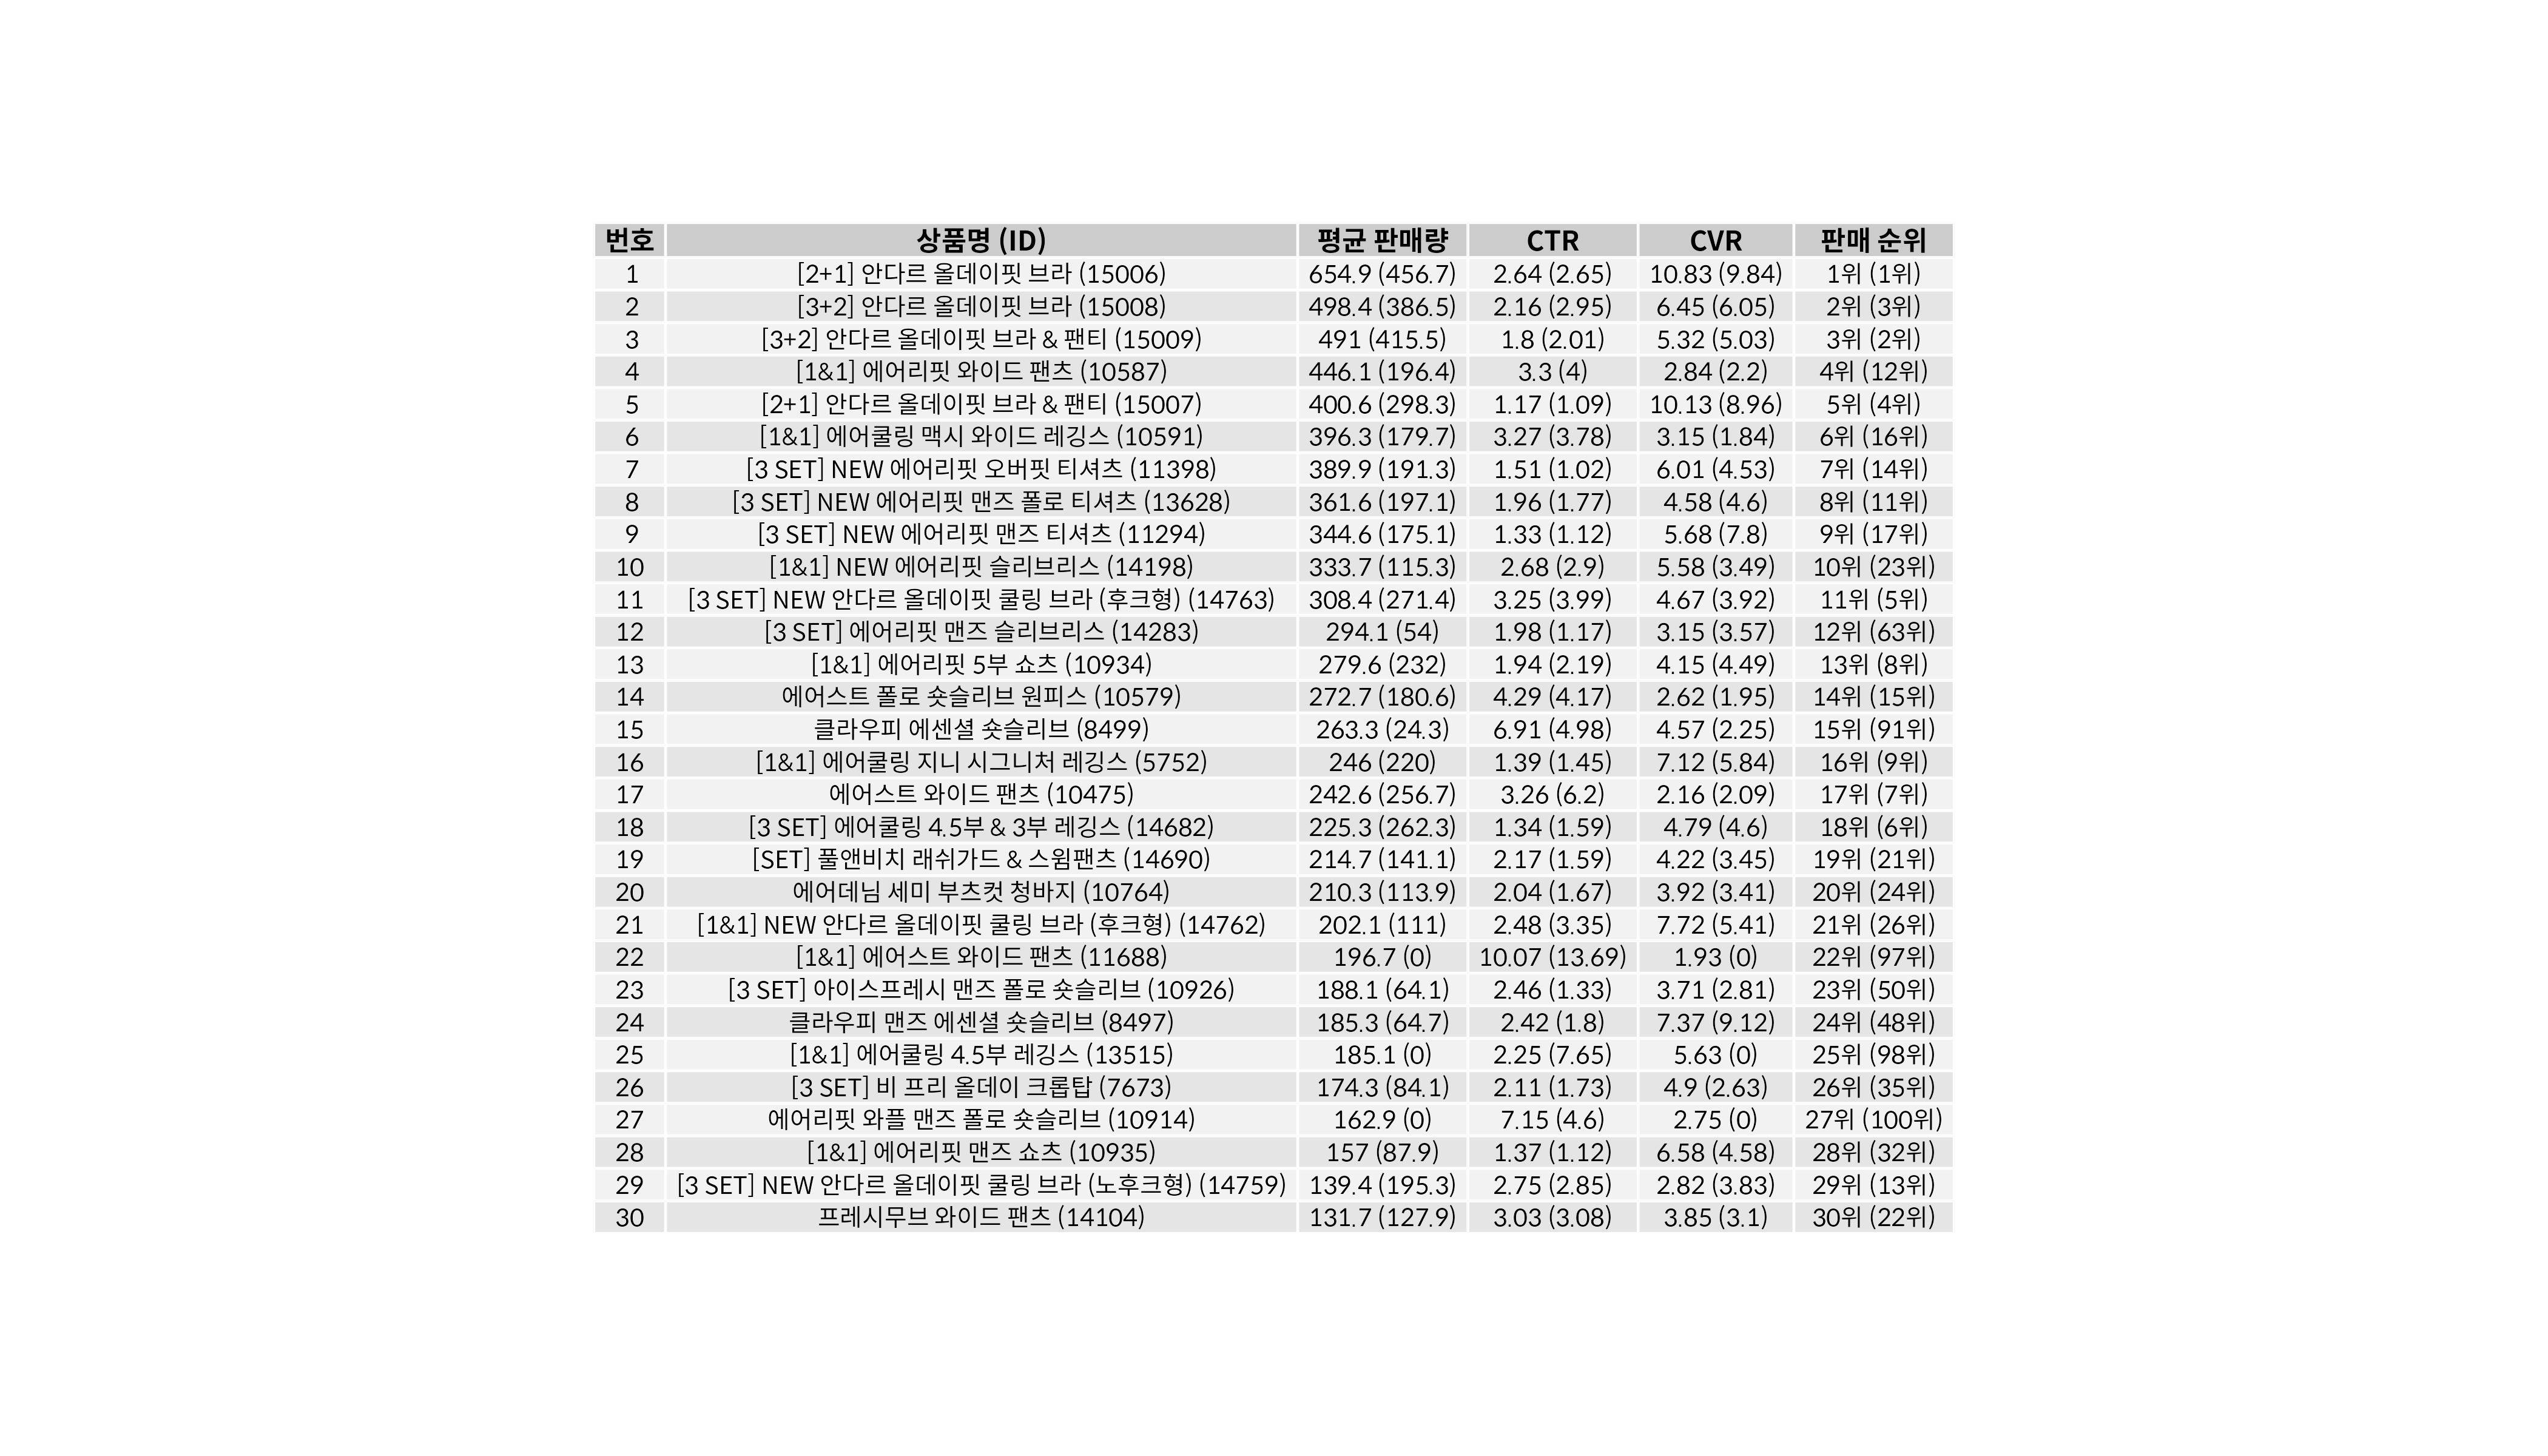 번호 상품명 (ID) 평균 판매량 CTR CVR 판매 순위
1 [2+1] 안다르 올데이핏 브라 (15006) 654.9 (456.7) 2.64 (2.65) 10.83 (9.84) 1위 (1위)
2 [3+2] 안다르 올데이핏 브라 (15008) 498.4 (386.5) 2.16 (2.95) 6.45 (6.05) 2위 (3위)
3 [3+2] 안다르 올데이핏 브라 & 팬티 (15009) 491 (415.5) 1.8 (2.01) 5.32 (5.03) 3위 (2위)
4 [1&1] 에어리핏 와이드 팬츠 (10587) 446.1 (196.4) 3.3 (4) 2.84 (2.2) 4위 (12위)
5 [2+1] 안다르 올데이핏 브라 & 팬티 (15007) 400.6 (298.3) 1.17 (1.09) 10.13 (8.96) 5위 (4위)
6 [1&1] 에어쿨링 맥시 와이드 레깅스 (10591) 396.3 (179.7) 3.27 (3.78) 3.15 (1.84) 6위 (16위)
7 [3 SET] NEW 에어리핏 오버핏 티셔츠 (11398) 389.9 (191.3) 1.51 (1.02) 6.01 (4.53) 7위 (14위)
8 [3 SET] NEW 에어리핏 맨즈 폴로 티셔츠 (13628) 361.6 (197.1) 1.96 (1.77) 4.58 (4.6) 8위 (11위)
9 [3 SET] NEW 에어리핏 맨즈 티셔츠 (11294) 344.6 (175.1) 1.33 (1.12) 5.68 (7.8) 9위 (17위)
10 [1&1] NEW 에어리핏 슬리브리스 (14198) 333.7 (115.3) 2.68 (2.9) 5.58 (3.49) 10위 (23위)
11 [3 SET] NEW 안다르 올데이핏 쿨링 브라 (후크형) (14763) 308.4 (271.4) 3.25 (3.99) 4.67 (3.92) 11위 (5위)
12 [3 SET] 에어리핏 맨즈 슬리브리스 (14283) 294.1 (54) 1.98 (1.17) 3.15 (3.57) 12위 (63위)
13 [1&1] 에어리핏 5부 쇼츠 (10934) 279.6 (232) 1.94 (2.19) 4.15 (4.49) 13위 (8위)
14 에어스트 폴로 숏슬리브 원피스 (10579) 272.7 (180.6) 4.29 (4.17) 2.62 (1.95) 14위 (15위)
15 클라우피 에센셜 숏슬리브 (8499) 263.3 (24.3) 6.91 (4.98) 4.57 (2.25) 15위 (91위)
16 [1&1] 에어쿨링 지니 시그니처 레깅스 (5752) 246 (220) 1.39 (1.45) 7.12 (5.84) 16위 (9위)
17 에어스트 와이드 팬츠 (10475) 242.6 (256.7) 3.26 (6.2) 2.16 (2.09) 17위 (7위)
18 [3 SET] 에어쿨링 4.5부 & 3부 레깅스 (14682) 225.3 (262.3) 1.34 (1.59) 4.79 (4.6) 18위 (6위)
19 [SET] 풀앤비치 래쉬가드 & 스윔팬츠 (14690) 214.7 (141.1) 2.17 (1.59) 4.22 (3.45) 19위 (21위)
20 에어데님 세미 부츠컷 청바지 (10764) 210.3 (113.9) 2.04 (1.67) 3.92 (3.41) 20위 (24위)
21 [1&1] NEW 안다르 올데이핏 쿨링 브라 (후크형) (14762) 202.1 (111) 2.48 (3.35) 7.72 (5.41) 21위 (26위)
22 [1&1] 에어스트 와이드 팬츠 (11688) 196.7 (0) 10.07 (13.69) 1.93 (0) 22위 (97위)
23 [3 SET] 아이스프레시 맨즈 폴로 숏슬리브 (10926) 188.1 (64.1) 2.46 (1.33) 3.71 (2.81) 23위 (50위)
24 클라우피 맨즈 에센셜 숏슬리브 (8497) 185.3 (64.7) 2.42 (1.8) 7.37 (9.12) 24위 (48위)
25 [1&1] 에어쿨링 4.5부 레깅스 (13515) 185.1 (0) 2.25 (7.65) 5.63 (0) 25위 (98위)
26 [3 SET] 비 프리 올데이 크롭탑 (7673) 174.3 (84.1) 2.11 (1.73) 4.9 (2.63) 26위 (35위)
27 에어리핏 와플 맨즈 폴로 숏슬리브 (10914) 162.9 (0) 7.15 (4.6) 2.75 (0) 27위 (100위)
28 [1&1] 에어리핏 맨즈 쇼츠 (10935) 157 (87.9) 1.37 (1.12) 6.58 (4.58) 28위 (32위)
29 [3 SET] NEW 안다르 올데이핏 쿨링 브라 (노후크형) (14759) 139.4 (195.3) 2.75 (2.85) 2.82 (3.83) 29위 (13위)
30 프레시무브 와이드 팬츠 (14104) 131.7 (127.9) 3.03 (3.08) 3.85 (3.1) 30위 (22위)